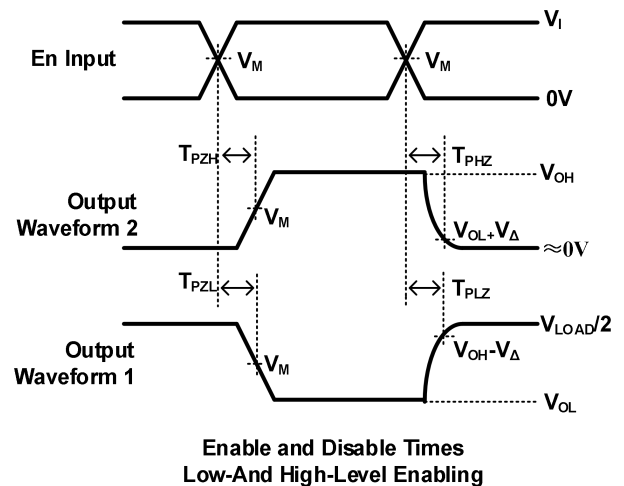 V_I
En Input
V_M
V_M
0V
T_PZH
T_PHZ
V_OH
Output
Waveform 2
V_M
V_OL+V_Δ
≈0V
T_PZL
T_PLZ
V_LOAD/2
Output
Waveform 1
V_M
V_OH-V_Δ
V_OL
Enable and Disable Times
Low-And High-Level Enabling